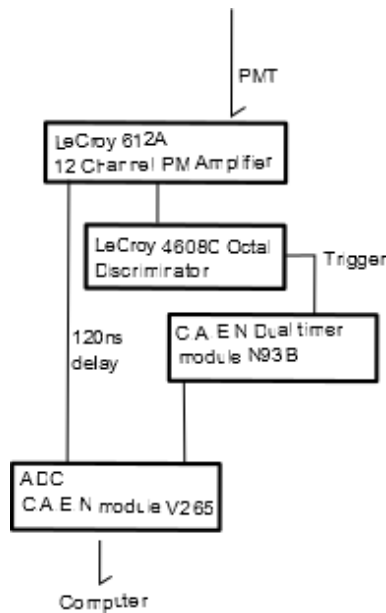 PMT
LeCroy 612A
12 Channel PM Amplifier
LeCroy 4608C Octal
Discriminator
Trigger
C.A.E.N Dual timer
module N93B
120ns
delay
ADC
C.A.E.N module V265
Computer